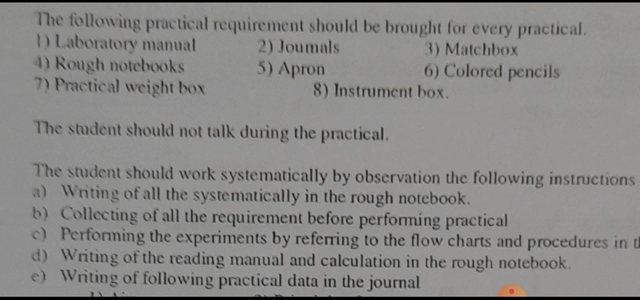 The following practical requirement should be brought for every practical.
1) Laboratory manual 2) Journals 3) Matchbox
4) Rough notebooks 5) Apron 6) Colored pencils
7) Practical weight box 8) Instrument box.
The student should not talk during the practical.
The student should work systematically by observation the following instructions
a) Writing of all the systematically in the rough notebook.
b) Collecting of all the requirement before performing practical
c) Performing the experiments by referring to the flow charts and procedures in
d) Writing of the reading manual and calculation in the rough notebook.
e) Writing of following practical data in the journal